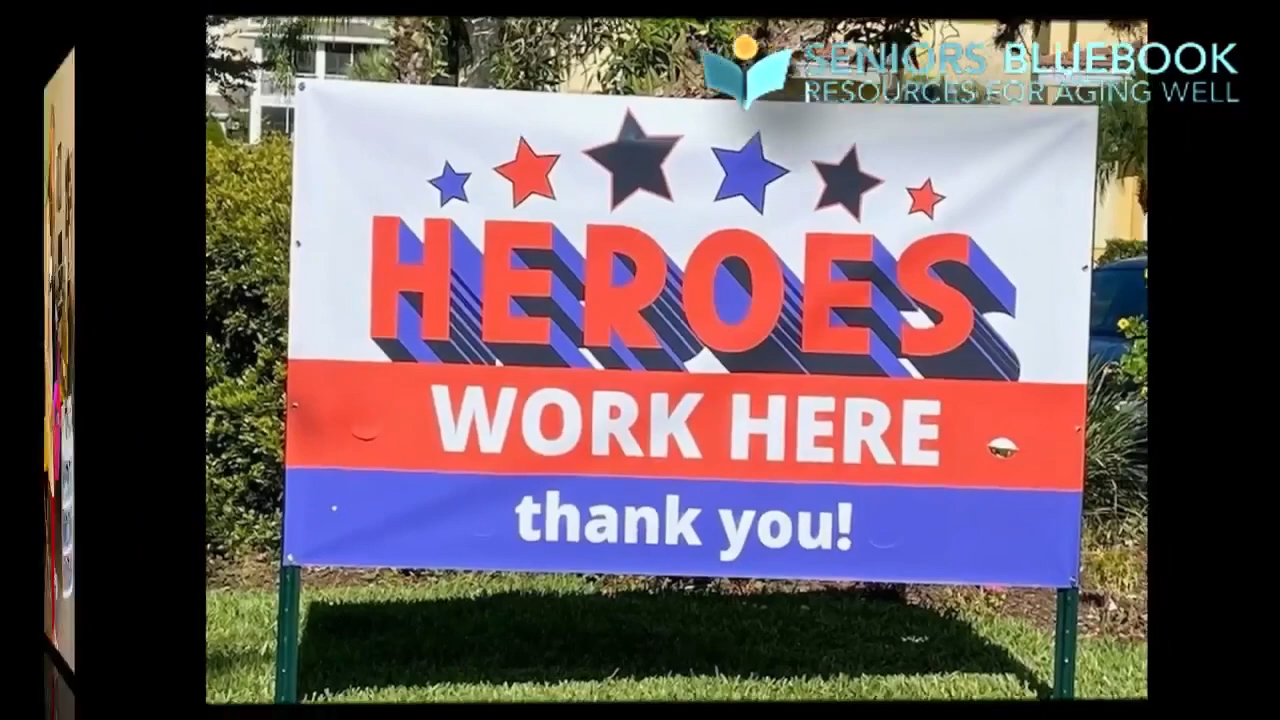 SENIORS BLUEBOOK
RESOURCES FOR AGING WELL
HEROES
WORK HERE
thank you!